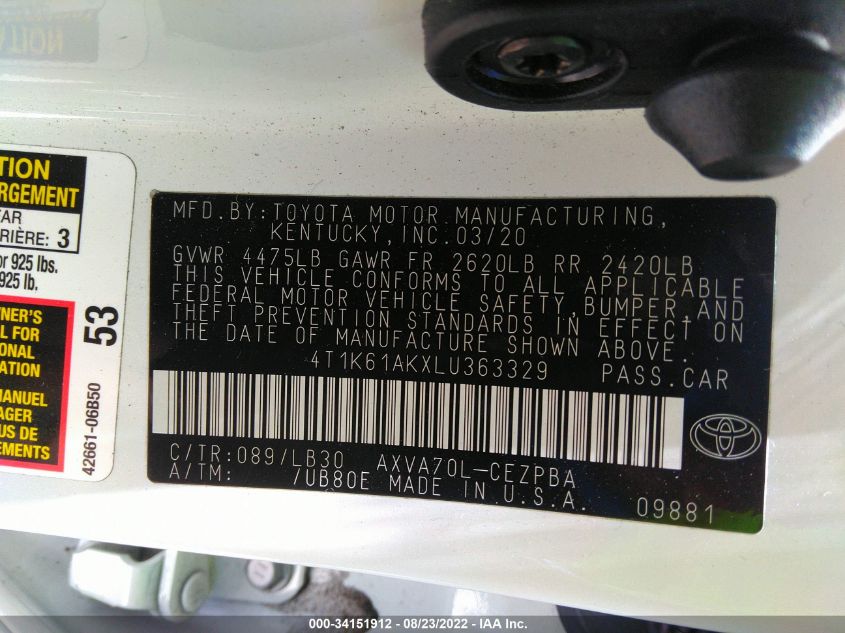 TION
RGEMENT
AR
RIÈRE: 3
or 925 lbs.
925 lb.
53
NER'S
L FOR
ONAL
ATION
MANUEL
AGER
US DE
EMENTS
42661-06B50
MFD.BY:TOYOTA MOTOR MANUFACTURING,
KENTUCKY,INC.03/20
GVWR 4475LB GAWR FR 2620LB RR 2420LB
THIS VEHICLE CONFORMS TO ALL APPLICABLE
FEDERAL MOTOR VEHICLE SAFETY,BUMPER,AND
THEFT PREVENTION STANDARDS IN EFFECT ON
THE DATE OF MANUFACTURE SHOWN ABOVE.
4T1K61AKXLU363329 PASS.CAR
C/TR:089/LB30 AXVA70L-CEZPBA
A/TM: /UB80E MADE IN U.S.A.
09881
000-34151912 - 08/23/2022 - IAA Inc.